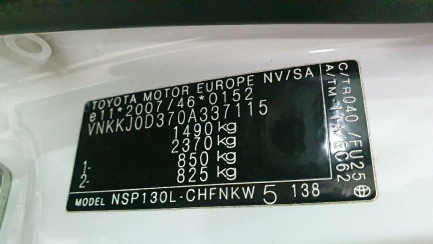 TOYOTA MOTOR EUROPE NV/SA
e11*2007/46*0152
VNKKJ0D370A337115
1490 kg
2370 kg
1- 850 kg
2- 825 kg
MODEL NSP130L-CHFNKW 5 138
C/TR040 /FU25
A/TM